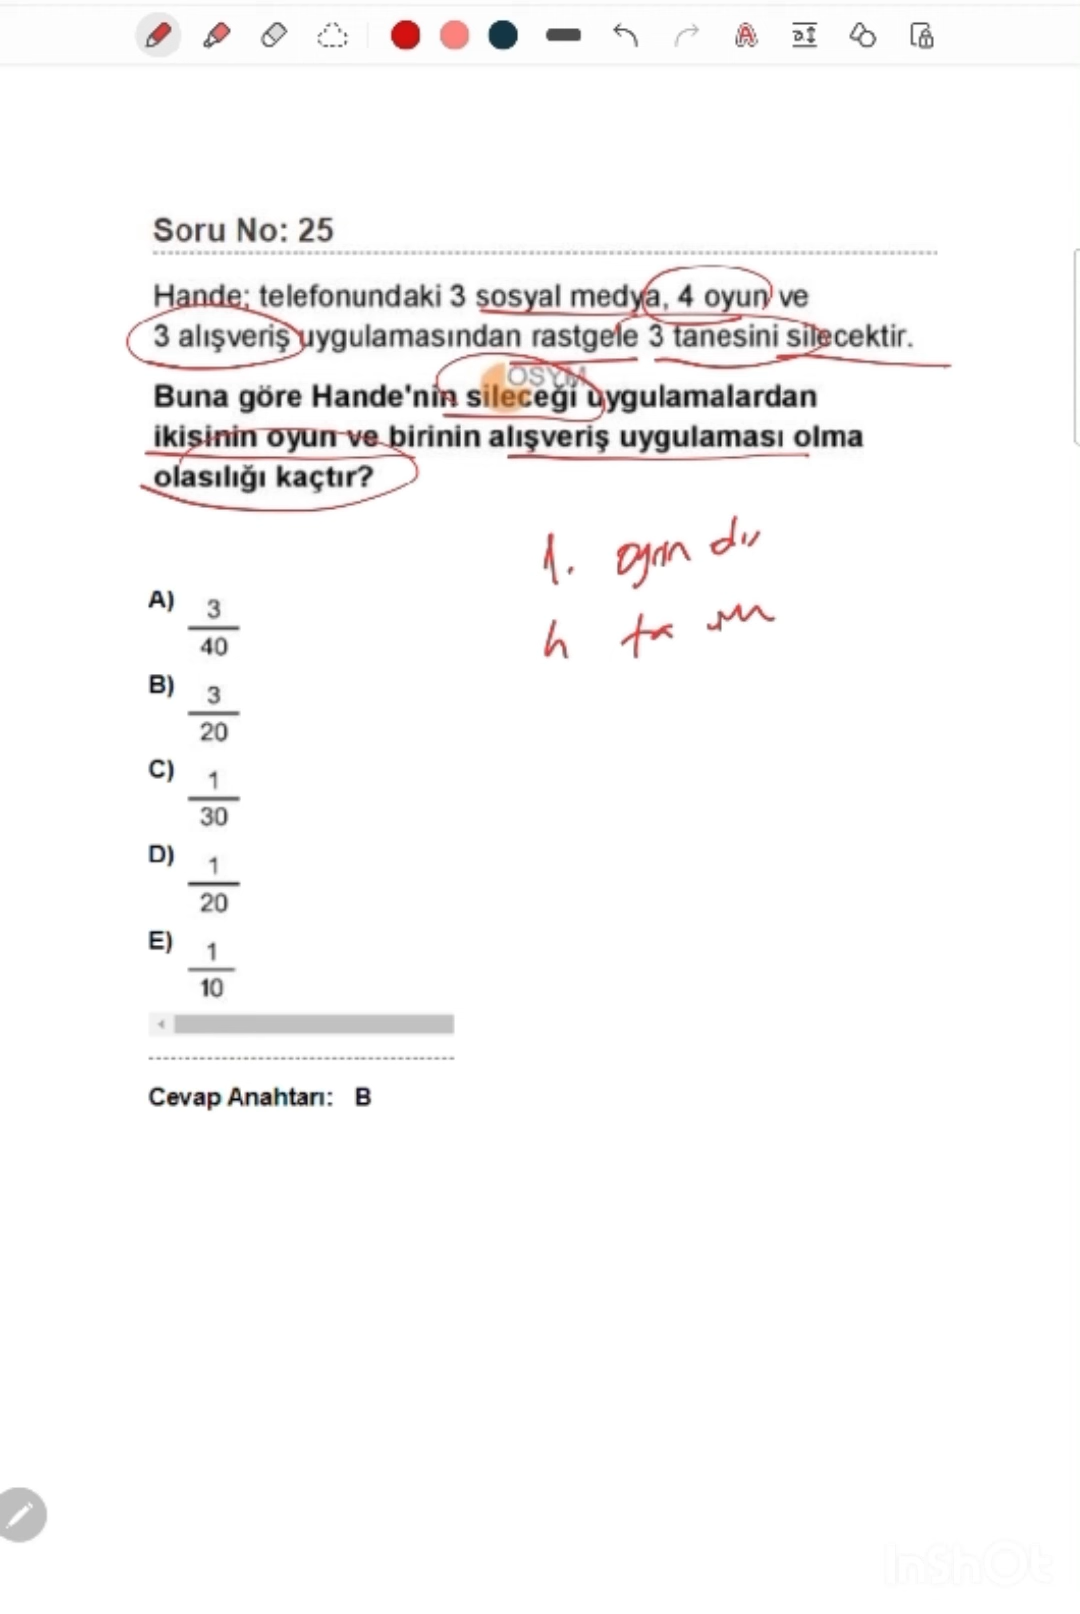 Soru No: 25
Hande; telefonundaki 3 sosyal medya, 4 oyun ve
3 alışveriş uygulamasından rastgele 3 tanesini silecektir.
ÖSYM
Buna göre Hande'nin sileceği uygulamalardan
ikisinin oyun ve birinin alışveriş uygulaması olma
olasılığı kaçtır?
1.
A) 3
40
B) 3
20
C) 1
30
D) 1
20
E) 1
10
Cevap Anahtarı: B
InShOt